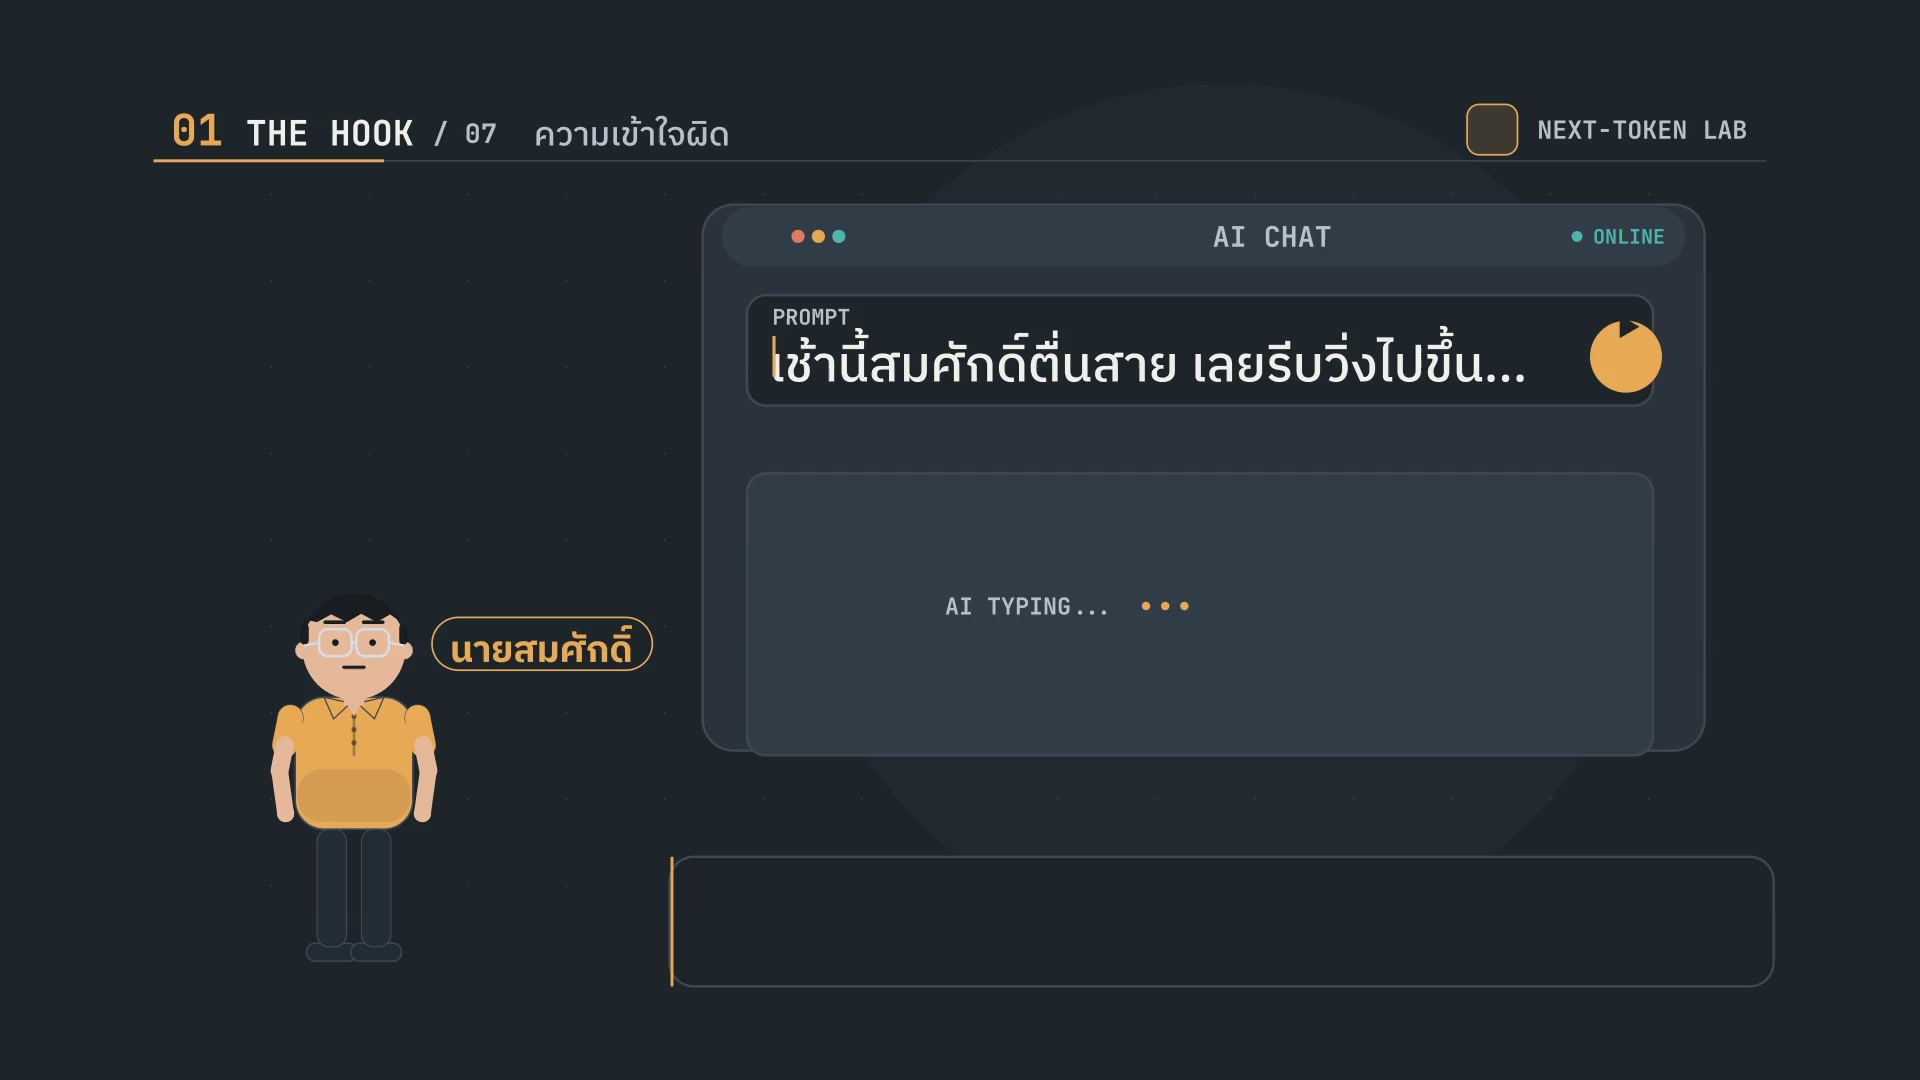 01 THE HOOK / 07 ความเข้าใจผิด
NEXT-TOKEN LAB
AI CHAT
ONLINE
PROMPT
เช้านี้สมศักดิ์ตื่นสาย เลยรีบวิ่งไปขึ้น...
AI TYPING...
นายสมศักดิ์